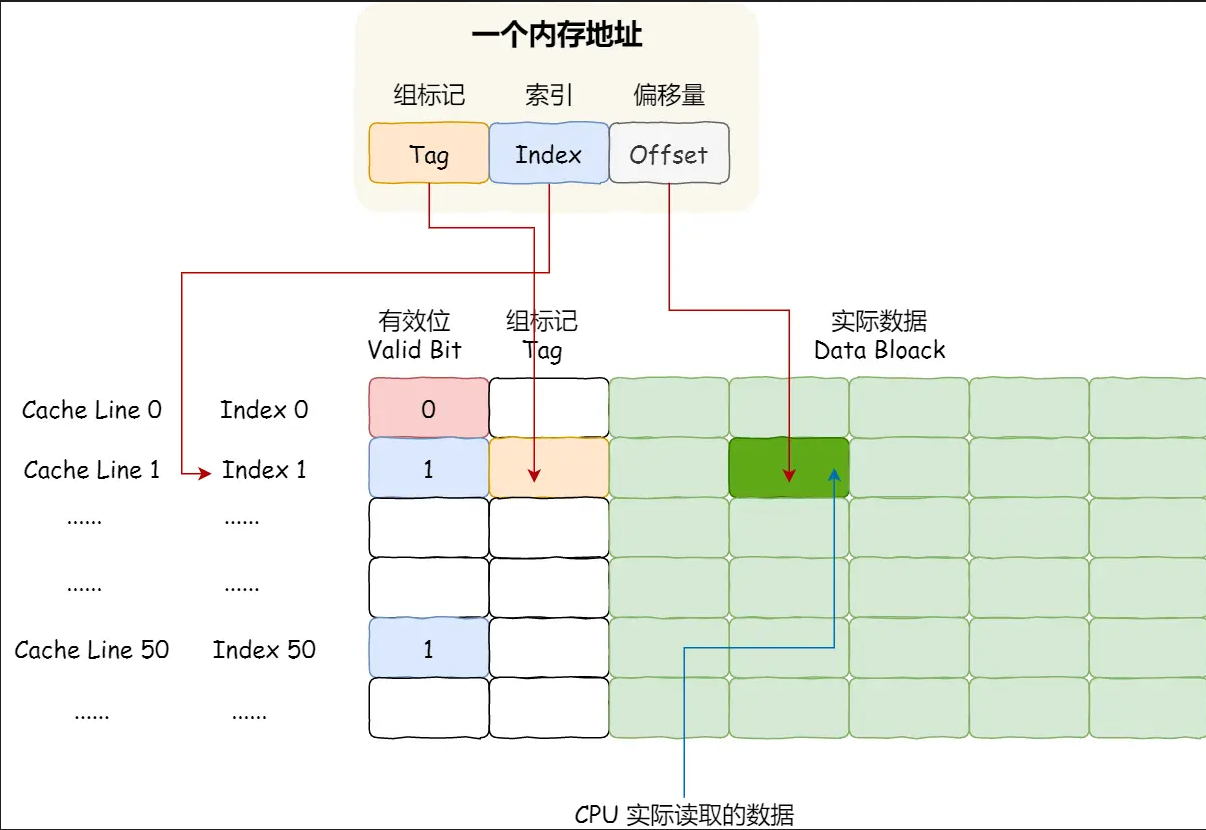 一个内存地址
组标记 索引 偏移量
Tag Index Offset
有效位 组标记 实际数据
Valid Bit Tag Data Bloack
Cache Line 0 Index 0 0
Cache Line 1 Index 1 1
...... ......
...... ......
Cache Line 50 Index 50 1
...... ......
CPU 实际读取的数据